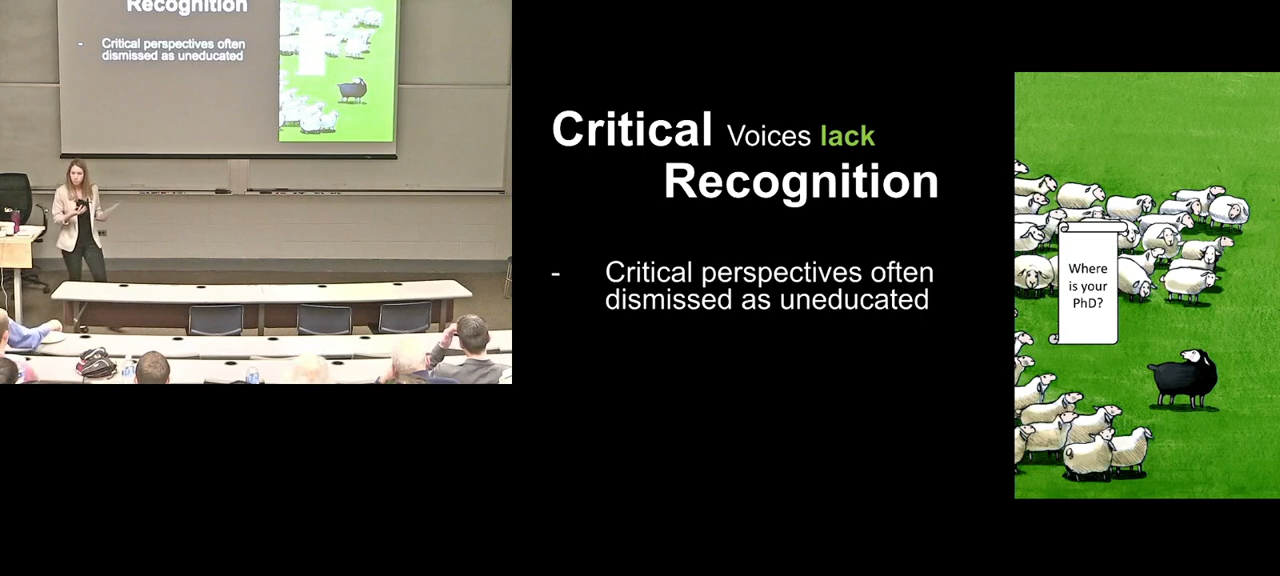 Recognition
- Critical perspectives often
dismissed as uneducated
Critical Voices lack
Recognition
- Critical perspectives often
dismissed as uneducated
Where
is your
PhD?